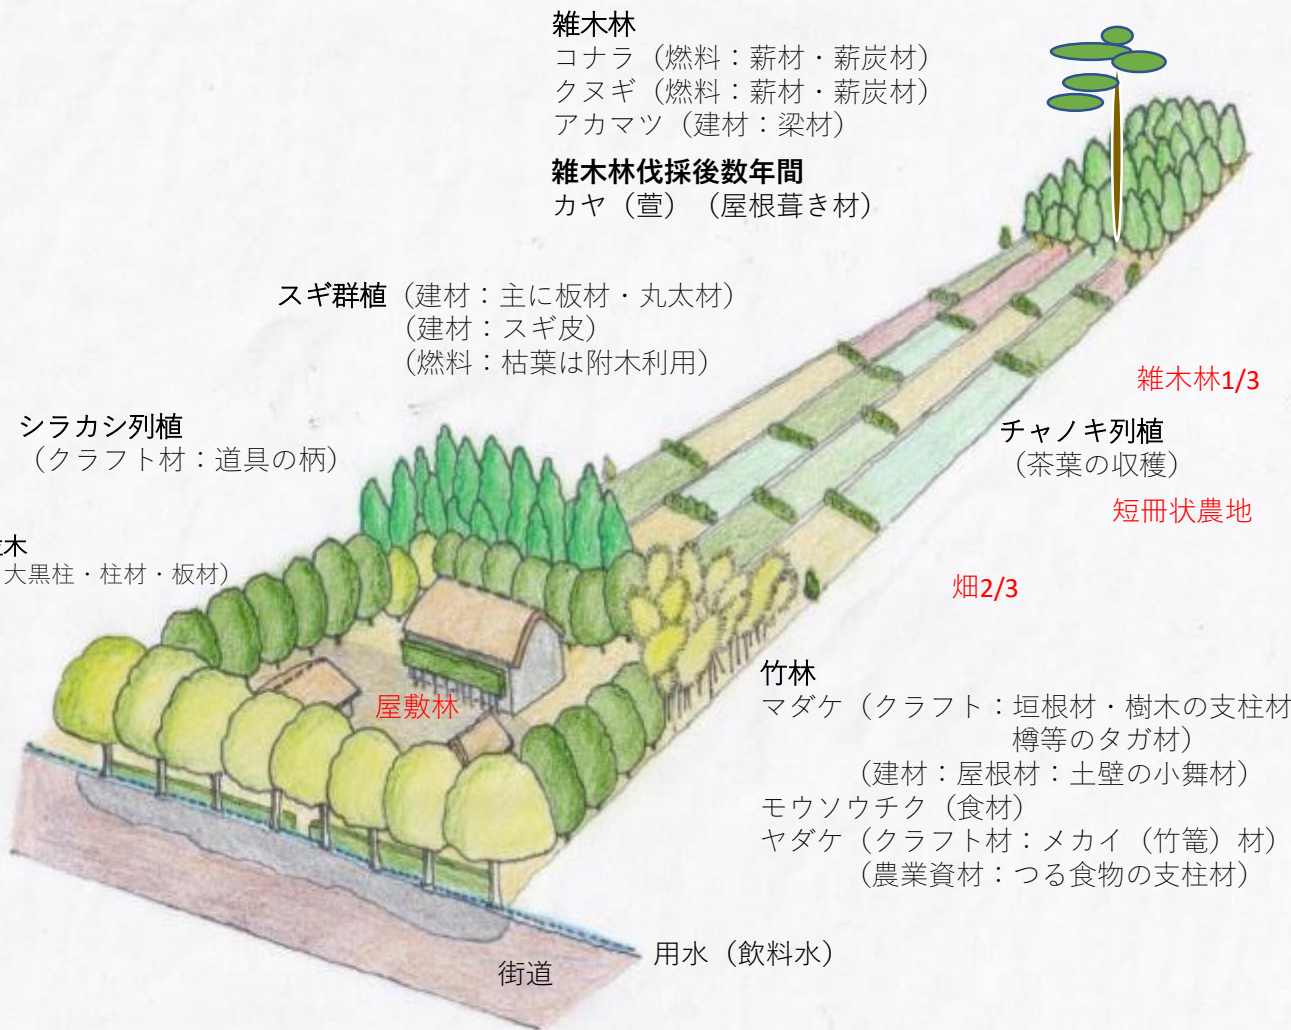 雑木林
コナラ（燃料：薪材・薪炭材）
クヌギ（燃料：薪材・薪炭材）
アカマツ（建材：梁材）
雑木林伐採後数年間
カヤ（萱）（屋根葺き材）
スギ群植（建材：主に板材・丸太材）
（建材：スギ皮）
（燃料：枯葉は附木利用）
雑木林1/3
シラカシ列植
（クラフト材：道具の柄）
チャノキ列植
（茶葉の収穫）
短冊状農地
木
大黒柱・柱材・板材）
畑2/3
屋敷林
竹林
マダケ（クラフト：垣根材・樹木の支柱材
樽等のタガ材）
（建材：屋根材：土壁の小舞材）
モウソウチク（食材）
ヤダケ（クラフト材：メカイ（竹篭）材）
（農業資材：つる食物の支柱材）
用水（飲料水）
街道